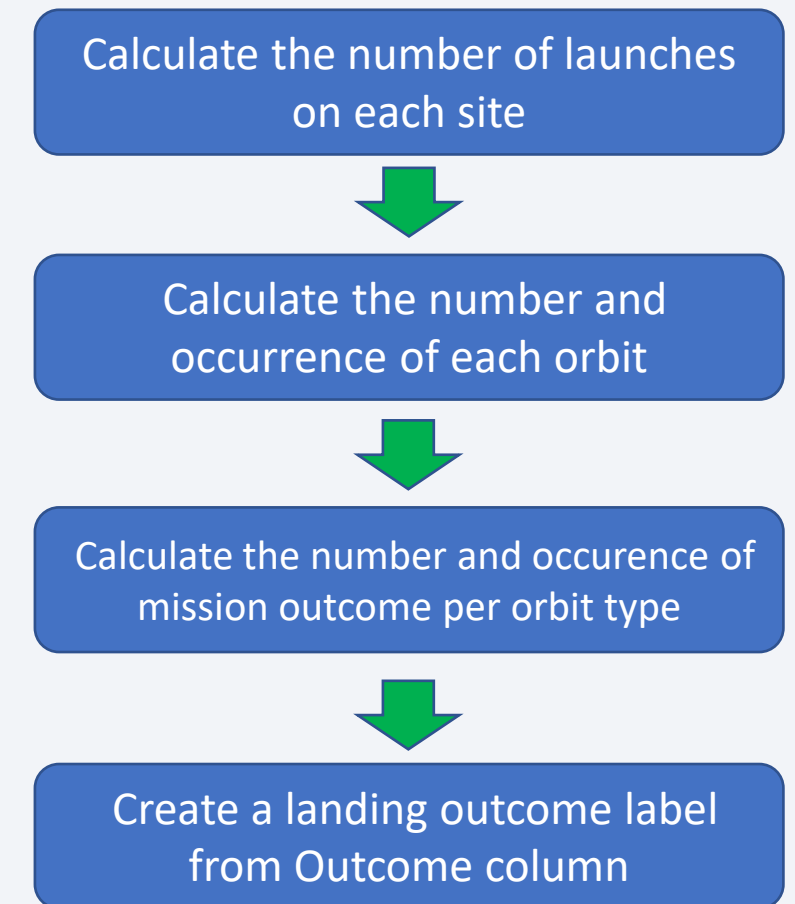 Calculate the number of launches
on each site
Calculate the number and
occurrence of each orbit
Calculate the number and occurence of
mission outcome per orbit type
Create a landing outcome label
from Outcome column